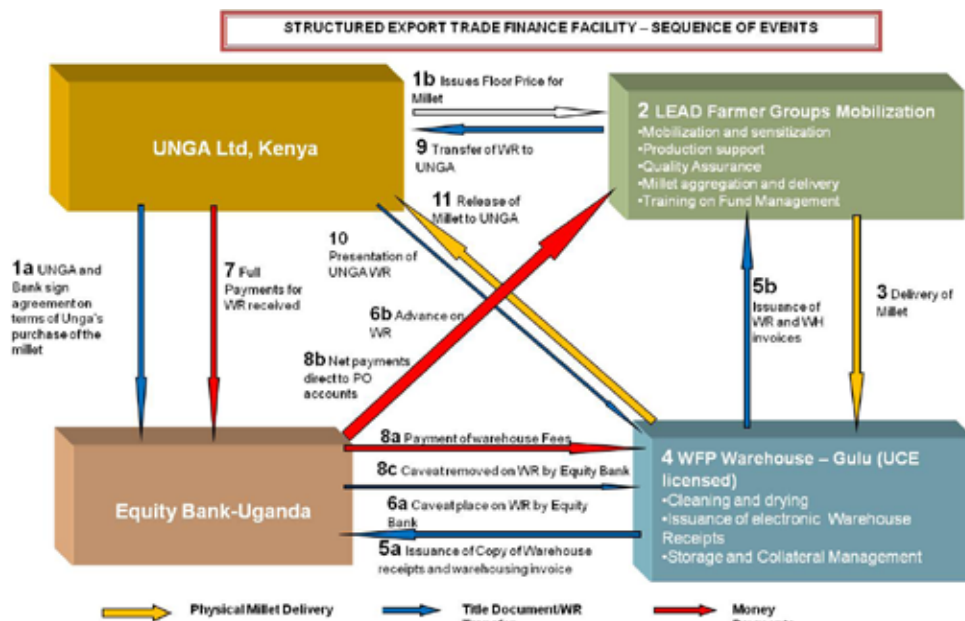 STRUCTURED EXPORT TRADE FINANCE FACILITY – SEQUENCE OF EVENTS
UNGA Ltd, Kenya
1b Issues Floor Price for
Millet
9 Transfer of WR to
UNGA
2 LEAD Farmer Groups Mobilization
•Mobilization and sensitization
•Production support
•Quality Assurance
•Millet aggregation and delivery
•Training on Fund Management
11 Release of
Millet to UNGA
10
Presentation of
UNGA WR
1a UNGA and
Bank sign
agreement on
terms of Unga's
purchase of the
millet
7 Full
Payments for
WR received
6b Advance on
WR
8b Net payments
direct to PO
accounts
5b
Issuance of
WR and WH
invoices
3 Delivery of
Millet
Equity Bank-Uganda
8a Payment of warehouse Fees
8c Caveat removed on WR by Equity Bank
6a Caveat place on WR by Equity
Bank
5a Issuance of Copy of Warehouse
receipts and warehousing invoice
4 WFP Warehouse – Gulu (UCE
licensed)
•Cleaning and drying
•Issuance of electronic Warehouse
Receipts
•Storage and Collateral Management
Physical Millet Delivery
Title Document/WR
Money